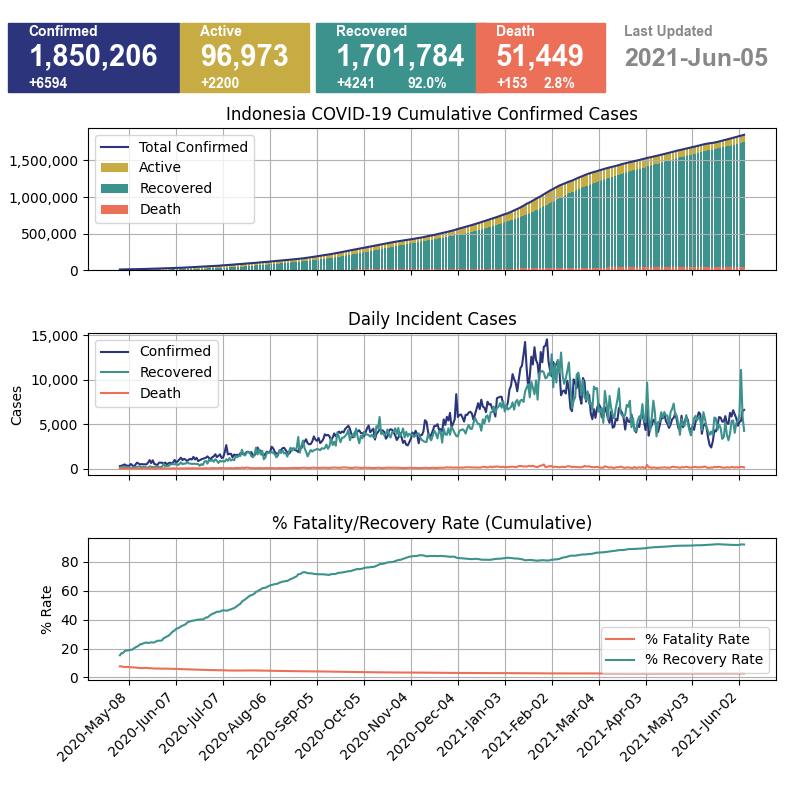 Confirmed Active Recovered Death Last Updated
1,850,206 96,973 1,701,784 51,449 2021-Jun-05
+6594 +2200 +4241 92.0% +153 2.8%
Indonesia COVID-19 Cumulative Confirmed Cases
Total Confirmed
Active
Recovered
Death
1,500,000
1,000,000
500,000
0
Daily Incident Cases
Confirmed
Recovered
Death
Cases
15,000
10,000
5,000
0
% Fatality/Recovery Rate (Cumulative)
% Rate
80
60
40
20
0
% Fatality Rate
% Recovery Rate
2020-May-08
2020-Jun-07
2020-Jul-07
2020-Aug-06
2020-Sep-05
2020-Oct-05
2020-Nov-04
2020-Dec-04
2021-Jan-03
2021-Feb-02
2021-Mar-04
2021-Apr-03
2021-May-03
2021-Jun-02